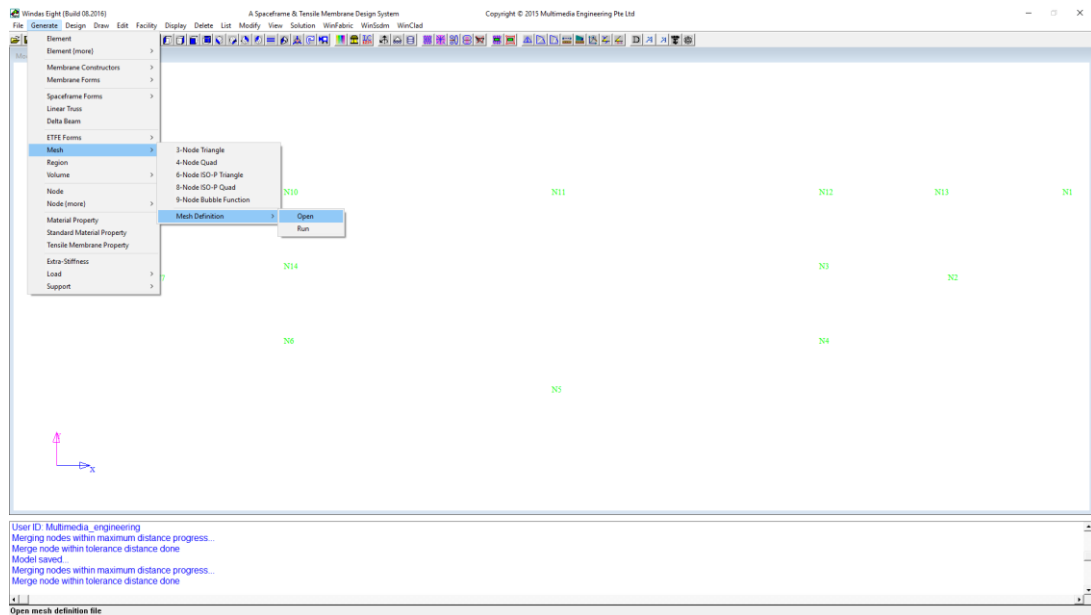 Windas Eight (Build 08.2016) A Spaceframe & Tensile Membrane Design System Copyright © 2015 Multimedia Engineering Pte Ltd
File Generate Design Draw Edit Facility Display Delete List Modify View Solution WinFabric WinSsdm WinClad
Element
Element (more)
Membrane Constructors
Membrane Forms
Spaceframe Forms
Linear Truss
Delta Beam
ETFE Forms
Mesh
Region
Volume
Node
Node (more)
Material Property
Standard Material Property
Tensile Membrane Property
Extra-Stiffness
Load
Support
3-Node Triangle
4-Node Quad
6-Node ISO-P Triangle
8-Node ISO-P Quad
9-Node Bubble Function
Mesh Definition
Open
Run
N10 N11 N12 N13 N1
N14 N3
7 N2
N6 N4
N5
X
User ID: Multimedia_engineering
Merging nodes within maximum distance progress...
Merge node within tolerance distance done
Model saved...
Merging nodes within maximum distance progress...
Merge node within tolerance distance done
Open mesh definition file